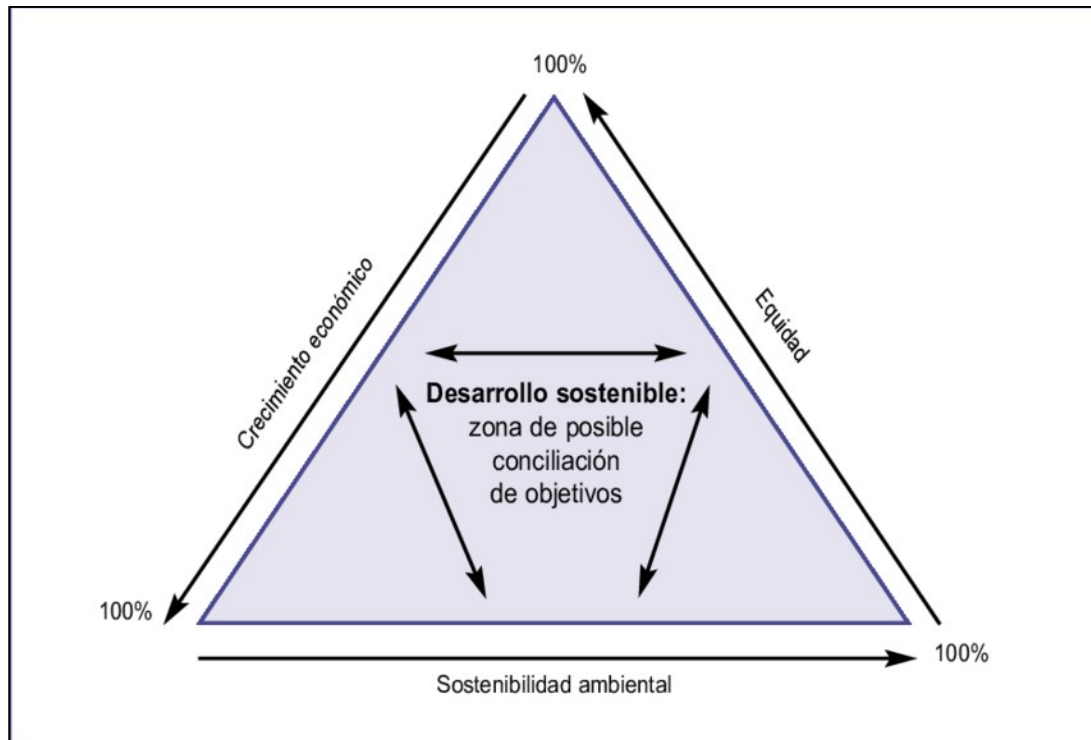 100%
Crecimiento económico
Equidad
Desarrollo sostenible:
zona de posible
conciliación
de objetivos
100%
100%
Sostenibilidad ambiental